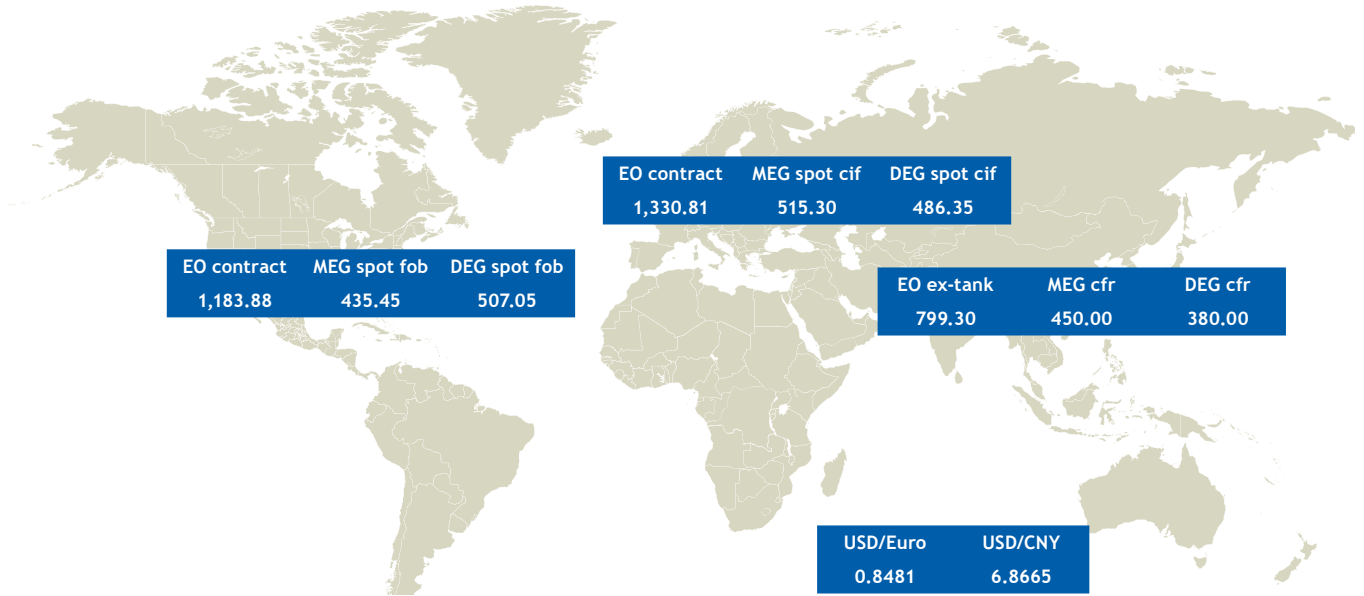 EO contract MEG spot cif DEG spot cif
1,330.81 515.30 486.35
EO contract MEG spot fob DEG spot fob
1,183.88 435.45 507.05
EO ex-tank MEG cfr DEG cfr
799.30 450.00 380.00
USD/Euro USD/CNY
0.8481 6.8665